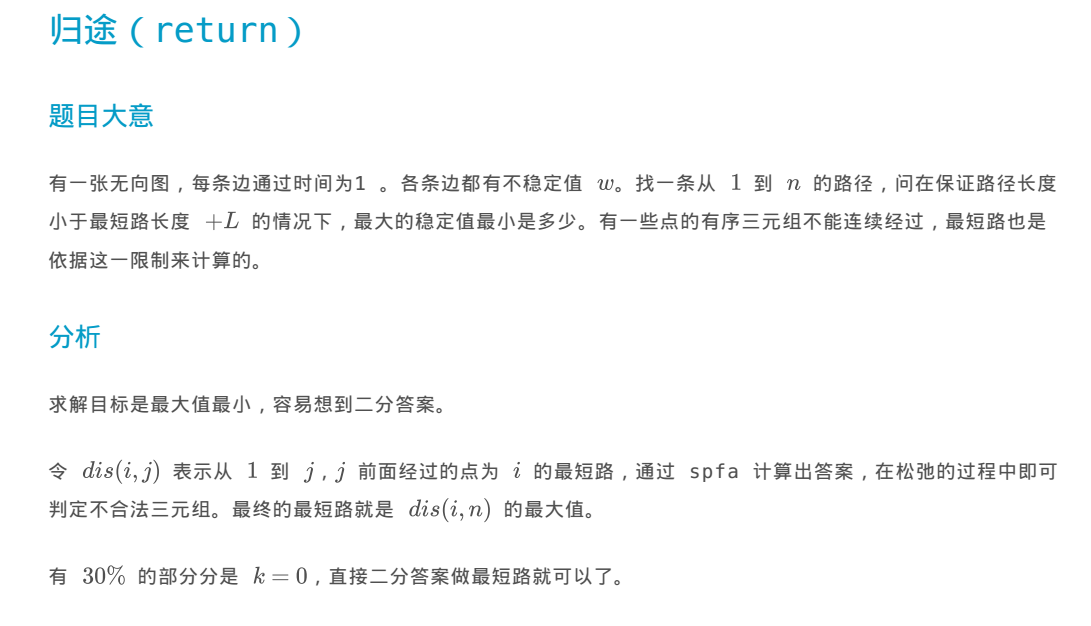 归途（return）
题目大意
有一张无向图，每条边通过时间为1 。各条边都有不稳定值 w。找一条从 1 到 n 的路径，问在保证路径长度
小于最短路长度 +L 的情况下，最大的稳定值最小是多少。有一些点的有序三元组不能连续经过，最短路也是
依据这一限制来计算的。
分析
求解目标是最大值最小，容易想到二分答案。
令 dis(i,j) 表示从 1 到 j，j 前面经过的点为 i 的最短路，通过 spfa 计算出答案，在松弛的过程中即可
判定不合法三元组。最终的最短路就是 dis(i,n) 的最大值。
有 30% 的部分分是 k = 0，直接二分答案做最短路就可以了。